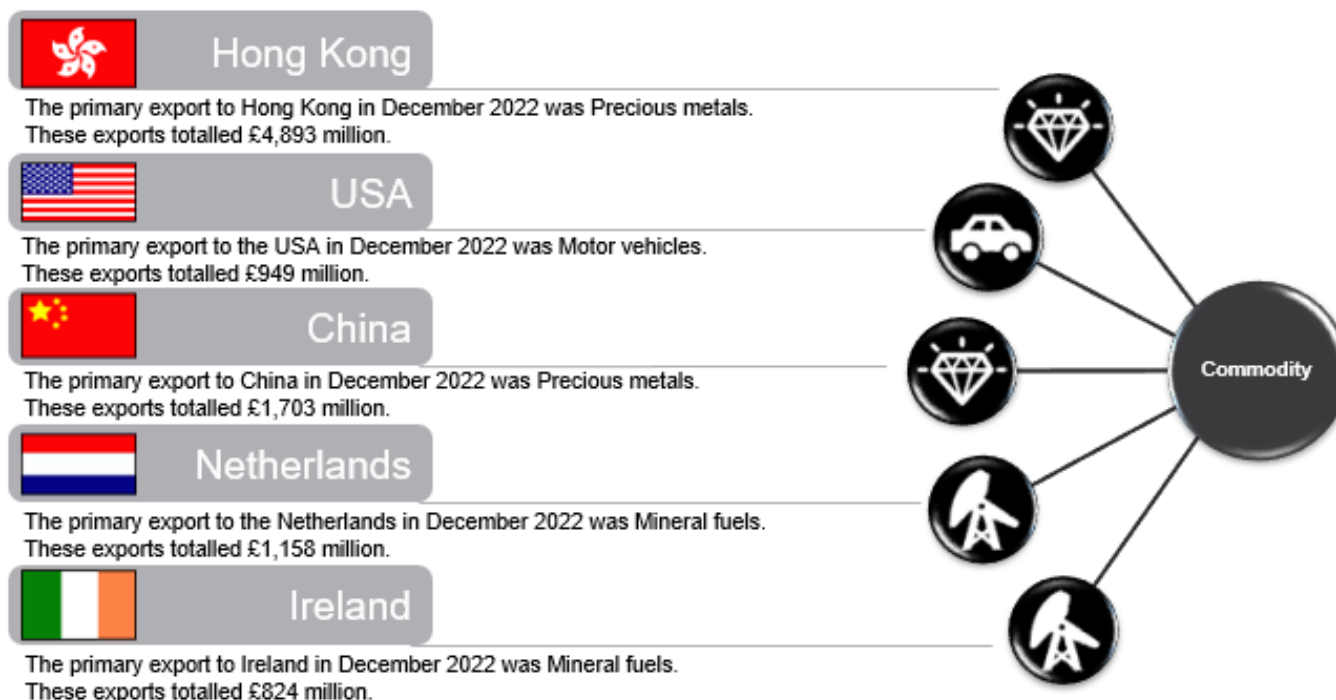 Hong Kong
The primary export to Hong Kong in December 2022 was Precious metals.
These exports totalled £4,893 million.
USA
The primary export to the USA in December 2022 was Motor vehicles.
These exports totalled £949 million.
China
The primary export to China in December 2022 was Precious metals.
These exports totalled £1,703 million.
Netherlands
The primary export to the Netherlands in December 2022 was Mineral fuels.
These exports totalled £1,158 million.
Ireland
The primary export to Ireland in December 2022 was Mineral fuels.
These exports totalled £824 million.
Commodity